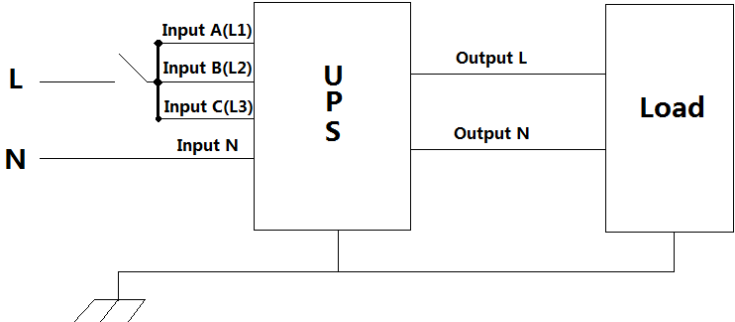 Input A(L1)
L
Input B(L2)
Input C(L3)
N
Input N
U
P
S
Output L
Output N
Load